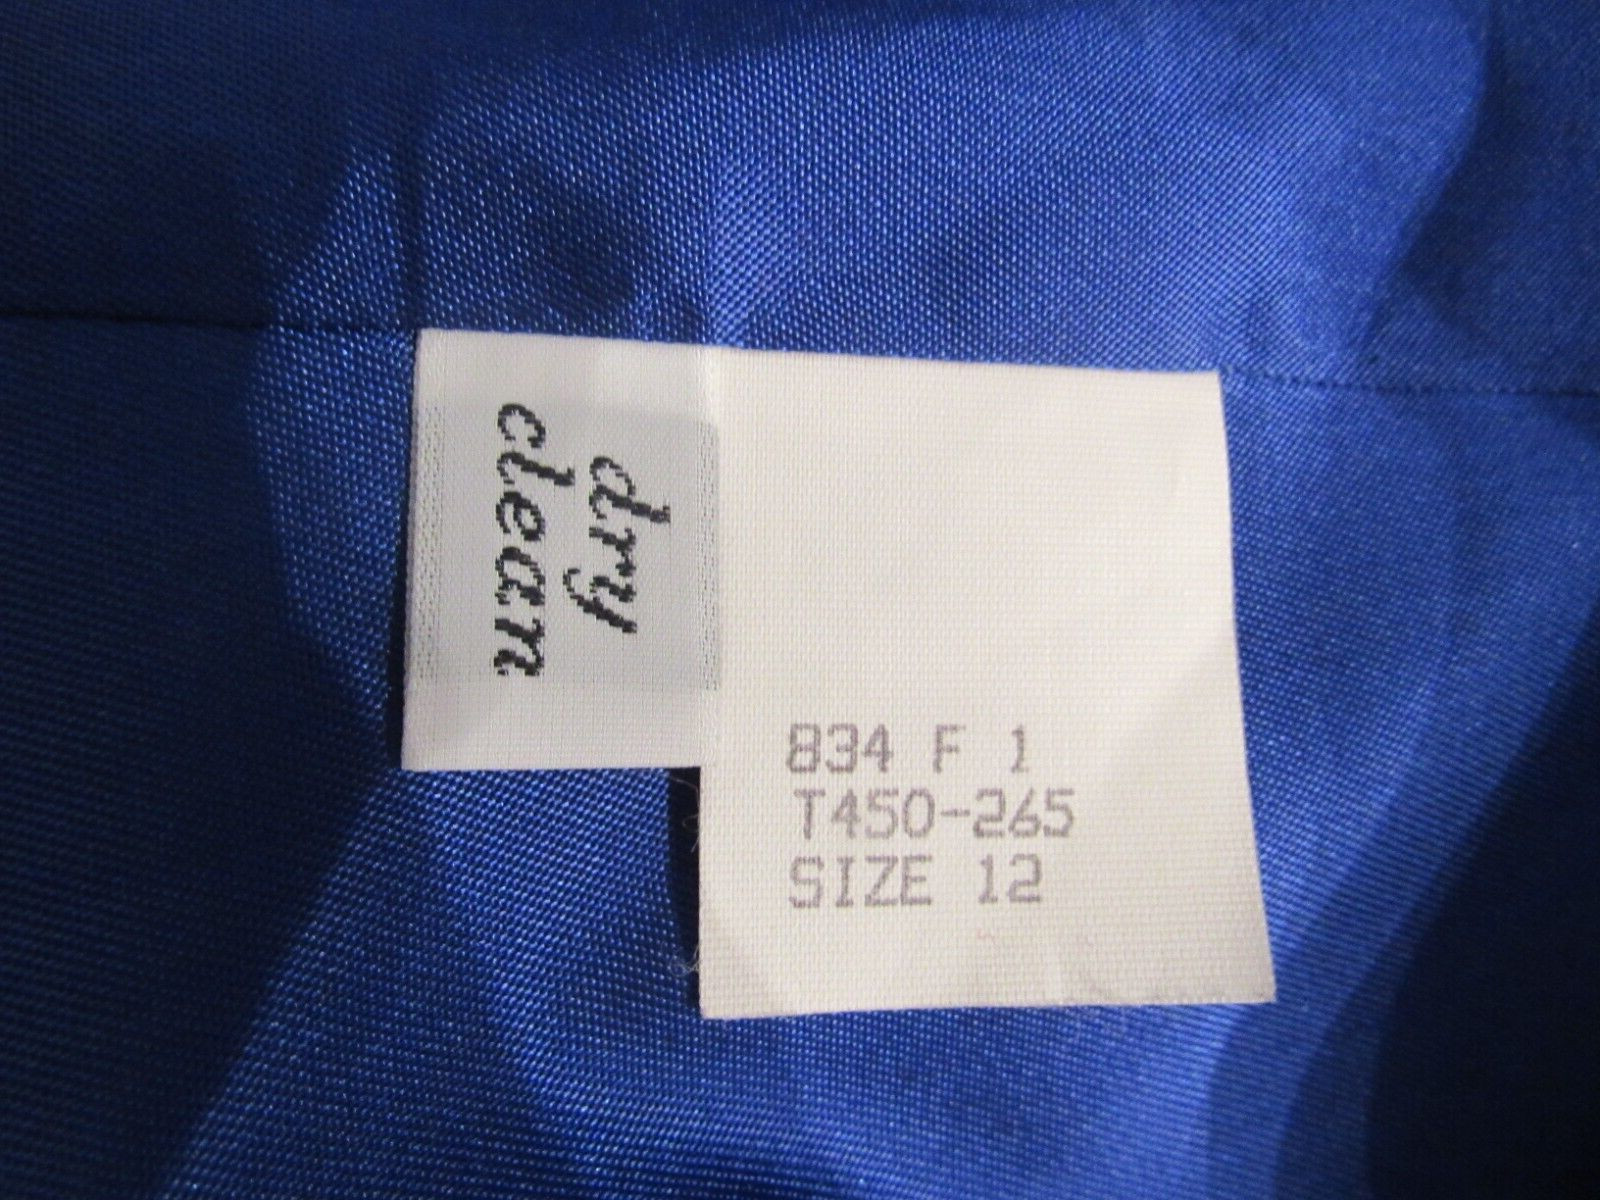 dry
clean
834 F 1
T450-265
SIZE 12